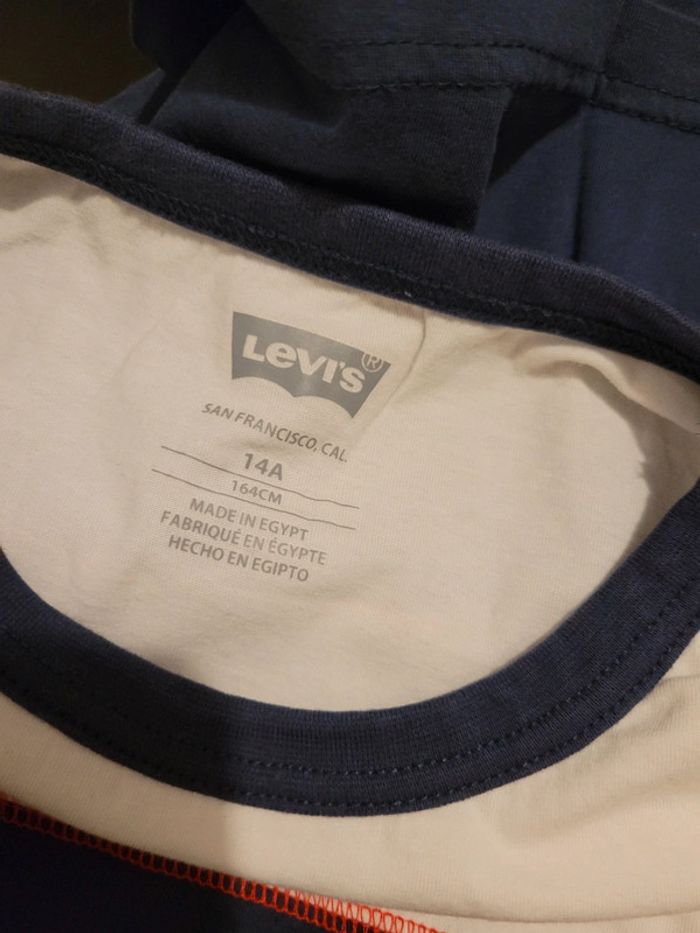 Levi's®
SAN FRANCISCO, CAL.
14A
164CM
MADE IN EGYPT
FABRIQUÉ EN ÉGYPTE
HECHO EN EGIPTO